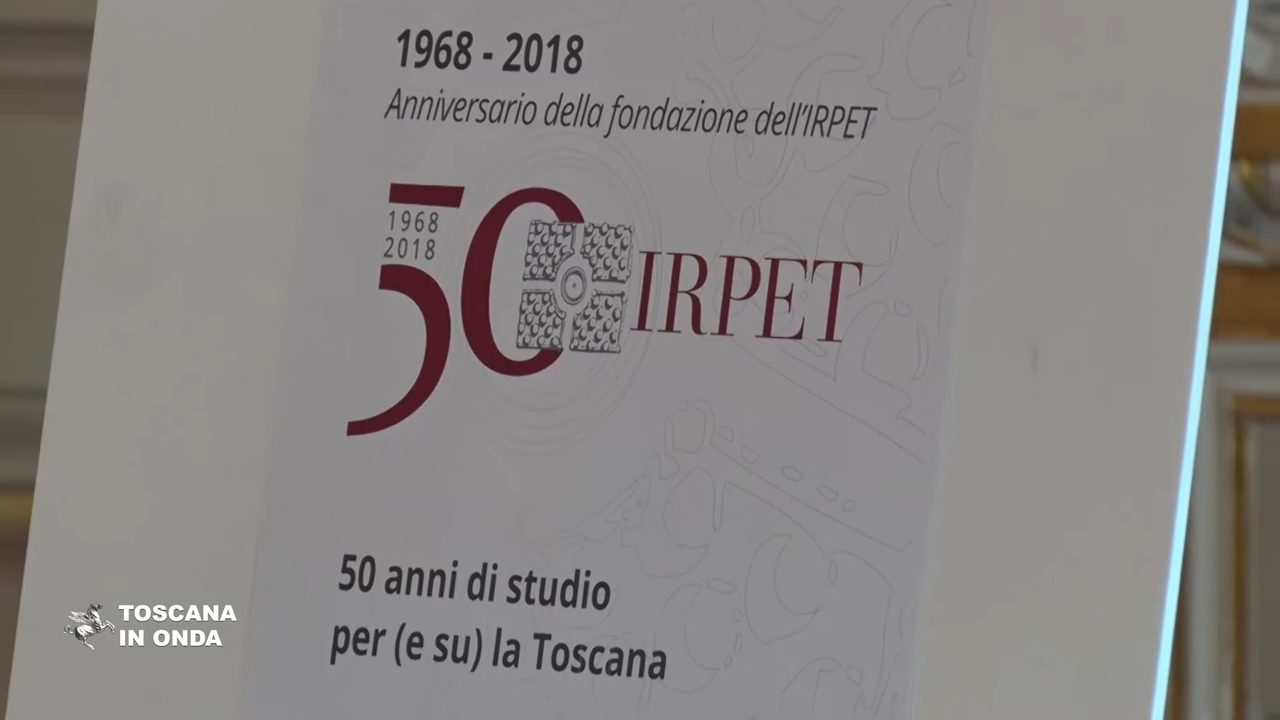 1968 - 2018
Anniversario della fondazione dell'IRPET
50
1968
2018
IRPET
50 anni di studio
per (e su) la Toscana
TOSCANA
IN ONDA